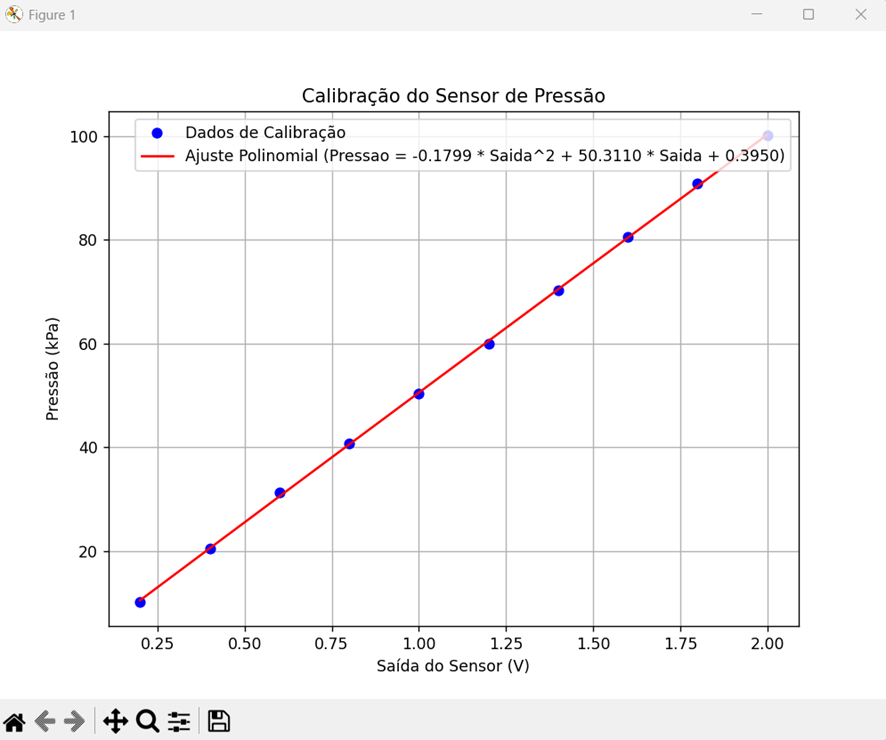 Figure 1
Calibração do Sensor de Pressão
Dados de Calibração
Ajuste Polinomial (Pressao = -0.1799 * Saida^2 + 50.3110 * Saida + 0.3950)
100
80
60
40
20
Pressão (kPa)
0.25 0.50 0.75 1.00 1.25 1.50 1.75 2.00
Saída do Sensor (V)